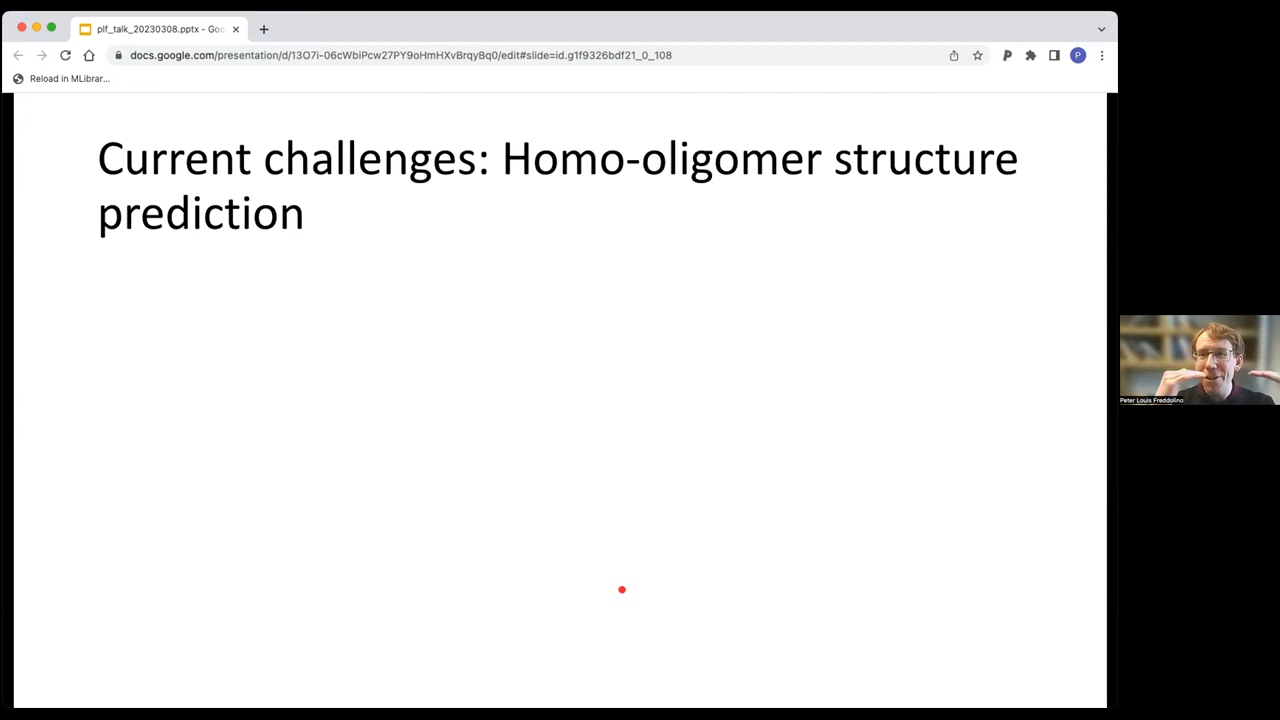 plf_talk_20230308.pptx - Goo
docs.google.com/presentation/d/13O7i-06cWbiPcw27PY9oHmHXvBrqyBq0/edit#slide=id.g1f9326bdf21_0_108
P
P
Reload in MLibrar...
Current challenges: Homo-oligomer structure
prediction
Peter Louis Freddolino